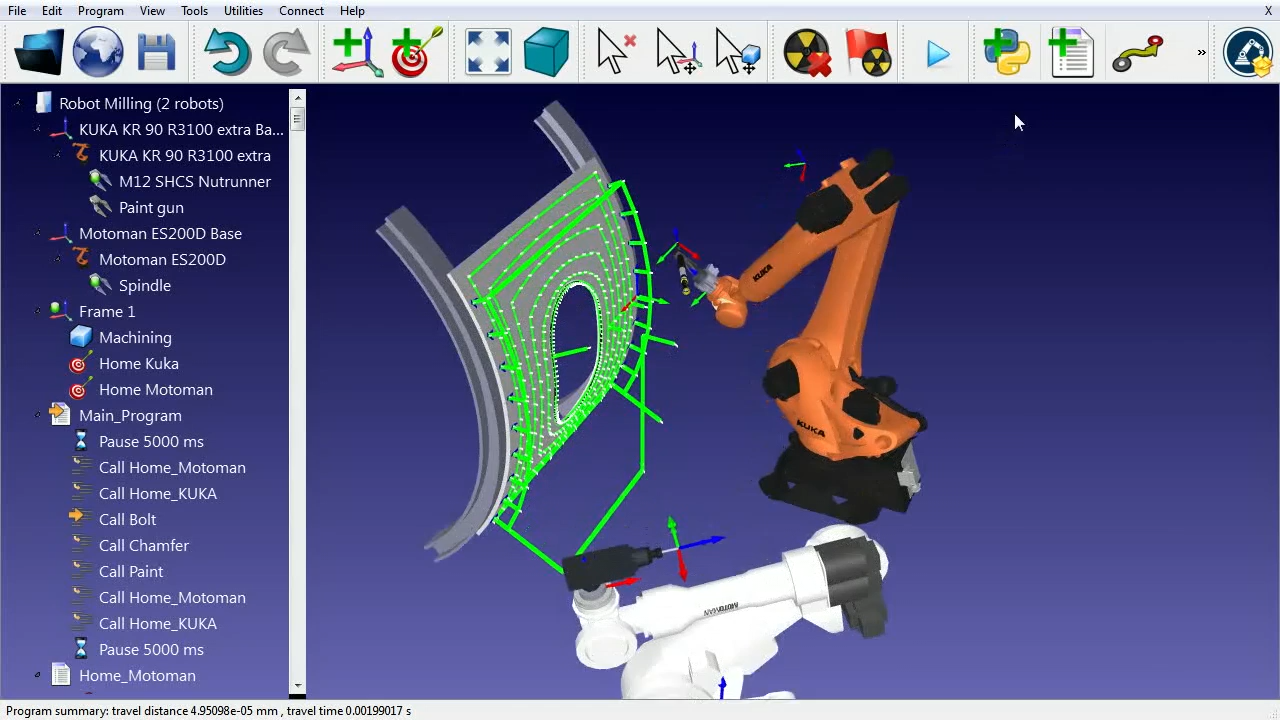 File Edit Program View Tools Utilities Connect Help X
»
Robot Milling (2 robots)
KUKA KR 90 R3100 extra Ba...
KUKA KR 90 R3100 extra
M12 SHCS Nutrunner
Paint gun
Motoman ES200D Base
Motoman ES200D
Spindle
Frame 1
Machining
Home Kuka
Home Motoman
Main_Program
Pause 5000 ms
Call Home_Motoman
Call Home_KUKA
Call Bolt
Call Chamfer
Call Paint
Call Home_Motoman
Call Home_KUKA
Pause 5000 ms
Home_Motoman
KUKA
KUKA
MOTOMAN
Program summary: travel distance 4.95098e-05 mm , travel time 0.00199017 s